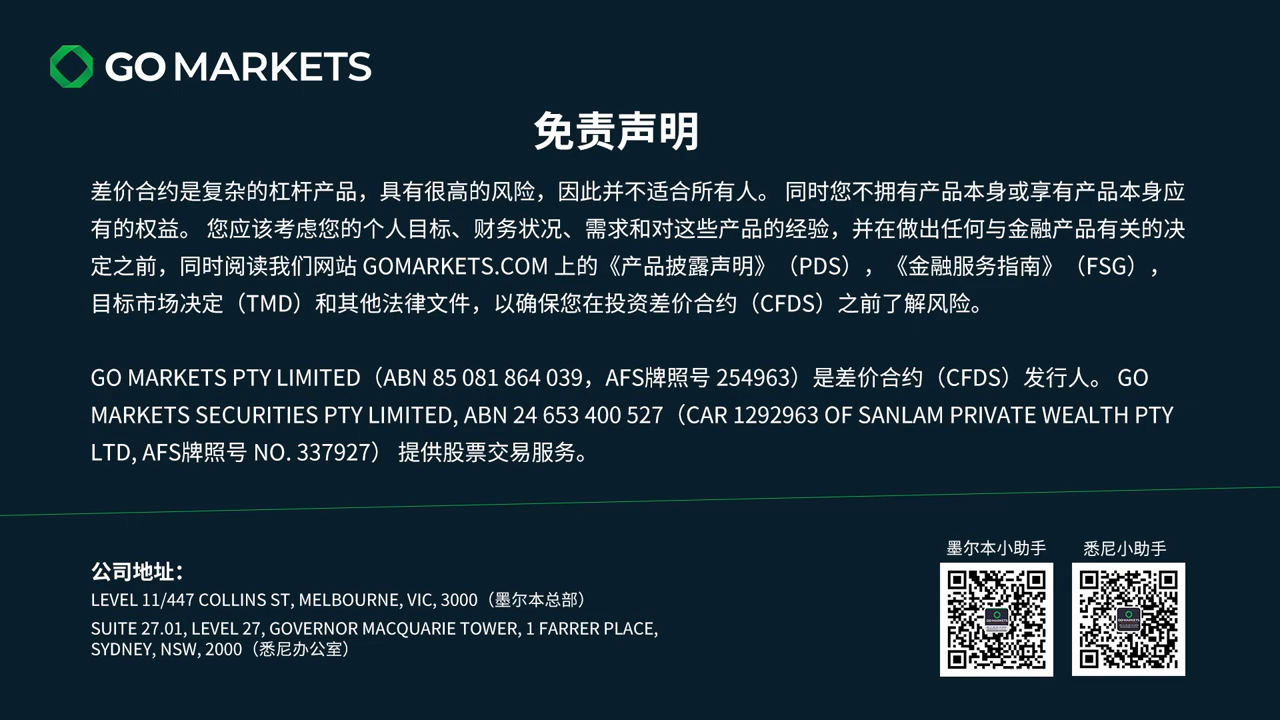 GO MARKETS
免责声明
差价合约是复杂的杠杆产品，具有很高的风险，因此并不适合所有人。 同时您不拥有产品本身或享有产品本身应
有的权益。 您应该考虑您的个人目标、财务状况、需求和对这些产品的经验，并在做出任何与金融产品有关的决
定之前，同时阅读我们网站 GOMARKETS.COM 上的《产品披露声明》（PDS），《金融服务指南》（FSG），
目标市场决定（TMD）和其他法律文件，以确保您在投资差价合约（CFDS）之前了解风险。
GO MARKETS PTY LIMITED（ABN 85 081 864 039，AFS牌照号 254963）是差价合约（CFDS）发行人。 GO
MARKETS SECURITIES PTY LIMITED, ABN 24 653 400 527（CAR 1292963 OF SANLAM PRIVATE WEALTH PTY
LTD, AFS牌照号 NO. 337927） 提供股票交易服务。
墨尔本小助手 悉尼小助手
公司地址：
LEVEL 11/447 COLLINS ST, MELBOURNE, VIC, 3000（墨尔本总部）
SUITE 27.01, LEVEL 27, GOVERNOR MACQUARIE TOWER, 1 FARRER PLACE,
SYDNEY, NSW, 2000（悉尼办公室）